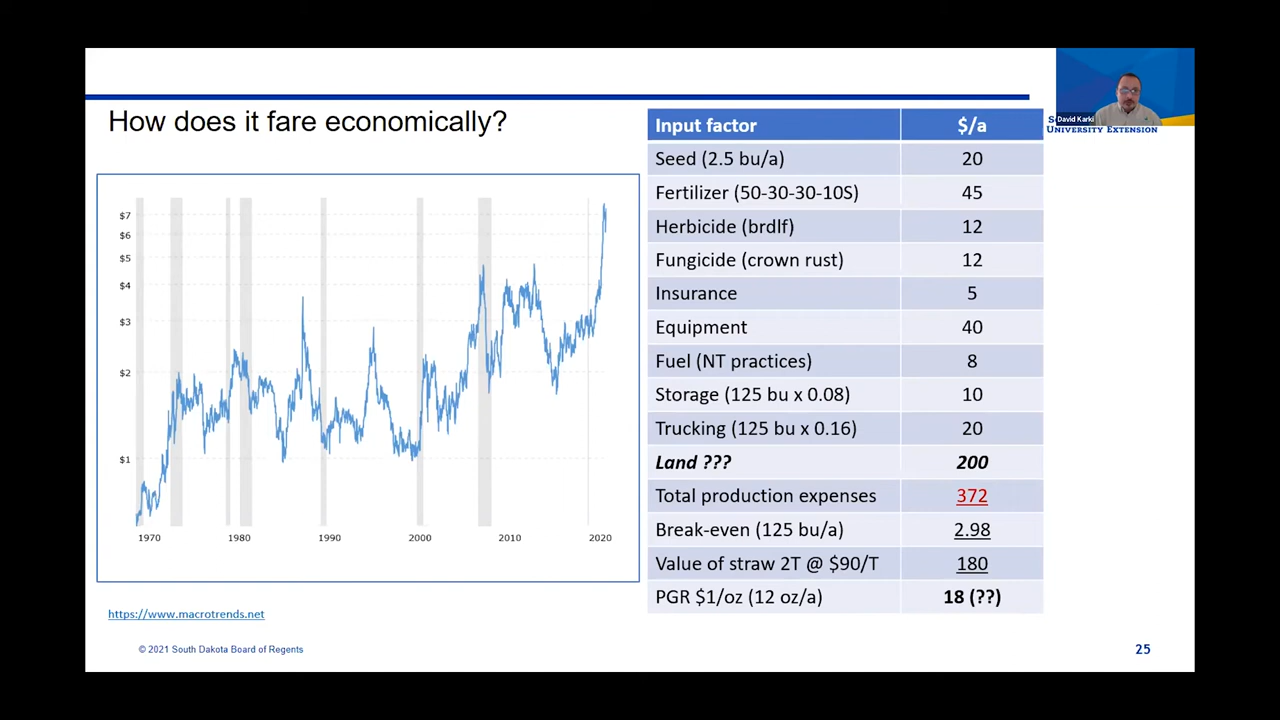 How does it fare economically?
$7
$6
$5
$4
$3
$2
$1
1970 1980 1990 2000 2010 2020
https://www.macrotrends.net
Input factor $/a
Seed (2.5 bu/a) 20
Fertilizer (50-30-30-10S) 45
Herbicide (brdlf) 12
Fungicide (crown rust) 12
Insurance 5
Equipment 40
Fuel (NT practices) 8
Storage (125 bu x 0.08) 10
Trucking (125 bu x 0.16) 20
Land ??? 200
Total production expenses 372
Break-even (125 bu/a) 2.98
Value of straw 2T @ $90/T 180
PGR $1/oz (12 oz/a) 18 (??)
David Karki
UNIVERSITY EXTENSION
© 2021 South Dakota Board of Regents
25